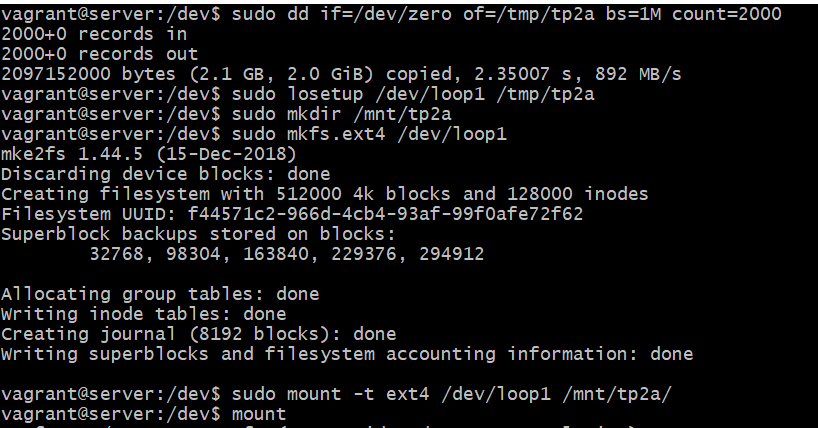 vagrant@server:/dev$ sudo dd if=/dev/zero of=/tmp/tp2a bs=1M count=2000
2000+0 records in
2000+0 records out
2097152000 bytes (2.1 GB, 2.0 GiB) copied, 2.35007 s, 892 MB/s
vagrant@server:/dev$ sudo losetup /dev/loop1 /tmp/tp2a
vagrant@server:/dev$ sudo mkdir /mnt/tp2a
vagrant@server:/dev$ sudo mkfs.ext4 /dev/loop1
mke2fs 1.44.5 (15-Dec-2018)
Discarding device blocks: done
Creating filesystem with 512000 4k blocks and 128000 inodes
Filesystem UUID: f44571c2-966d-4cb4-93af-99f0afe72f62
Superblock backups stored on blocks:
32768, 98304, 163840, 229376, 294912
Allocating group tables: done
Writing inode tables: done
Creating journal (8192 blocks): done
Writing superblocks and filesystem accounting information: done
vagrant@server:/dev$ sudo mount -t ext4 /dev/loop1 /mnt/tp2a/
vagrant@server:/dev$ mount